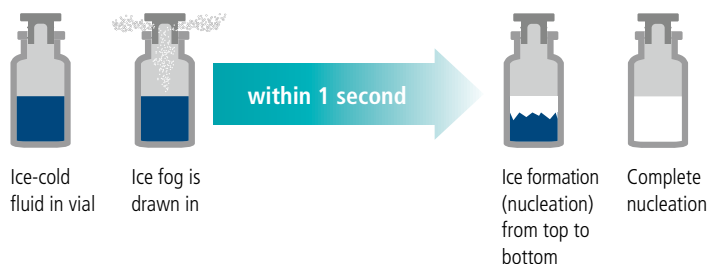 within 1 second
Ice-cold
fluid in vial
Ice fog is
drawn in
Ice formation
(nucleation)
from top to
bottom
Complete
nucleation